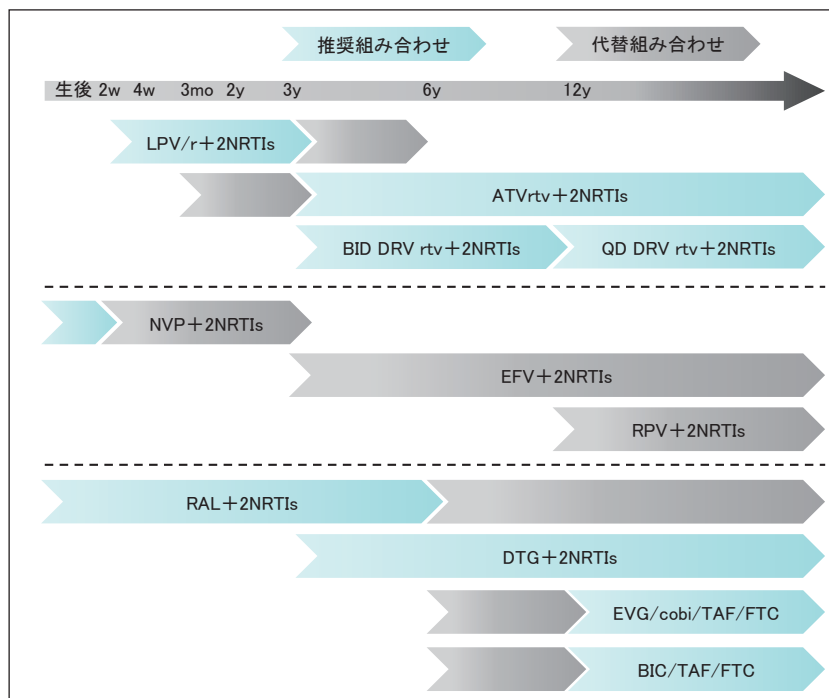 推奨組み合わせ 代替組み合わせ
生後 2w 4w 3mo 2y 3y 6y 12y
LPV/r＋2NRTIs
ATVrtv＋2NRTIs
BID DRV rtv＋2NRTIs QD DRV rtv＋2NRTIs
NVP＋2NRTIs
EFV＋2NRTIs
RPV＋2NRTIs
RAL＋2NRTIs
DTG＋2NRTIs
EVG/cobi/TAF/FTC
BIC/TAF/FTC